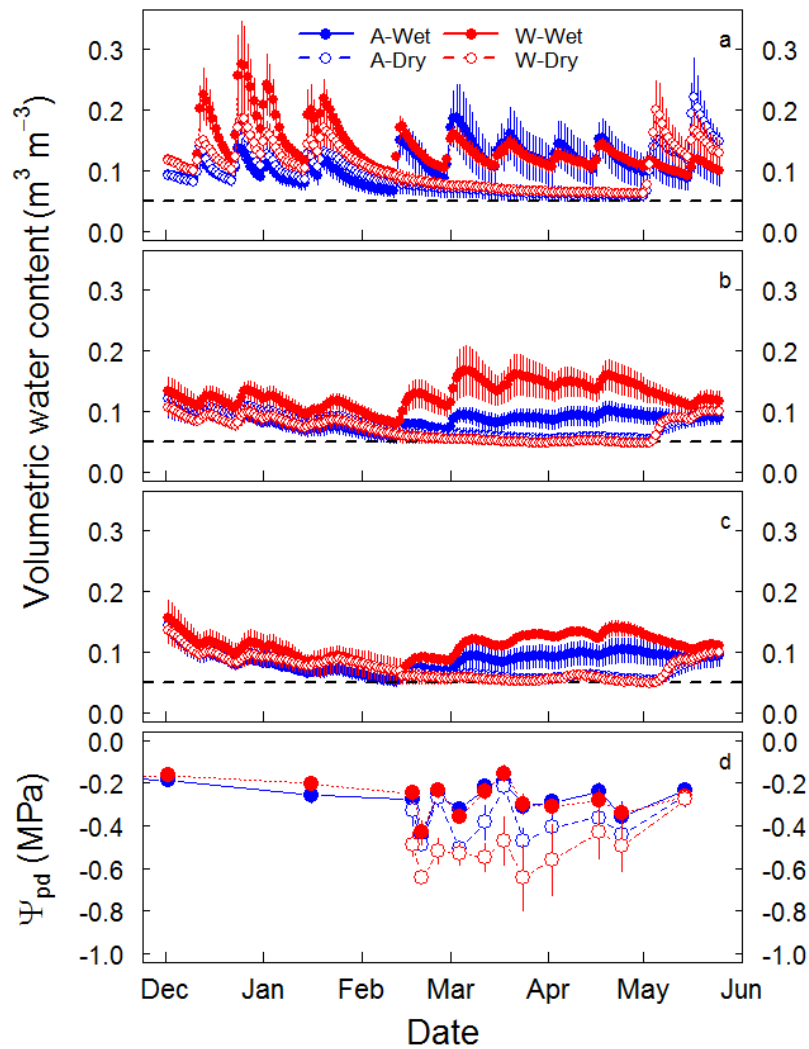 A-Wet W-Wet
A-Dry W-Dry
a
0.3 0.3
0.2 0.2
0.1 0.1
0.0 0.0
b
0.3 0.3
0.2 0.2
0.1 0.1
0.0 0.0
c
0.3 0.3
0.2 0.2
0.1 0.1
0.0 0.0
Volumetric water content (m³ m⁻³)
d
0.0 0.0
-0.2 -0.2
-0.4 -0.4
-0.6 -0.6
-0.8 -0.8
-1.0 -1.0
Ψpd (MPa)
Dec Jan Feb Mar Apr May Jun
Date